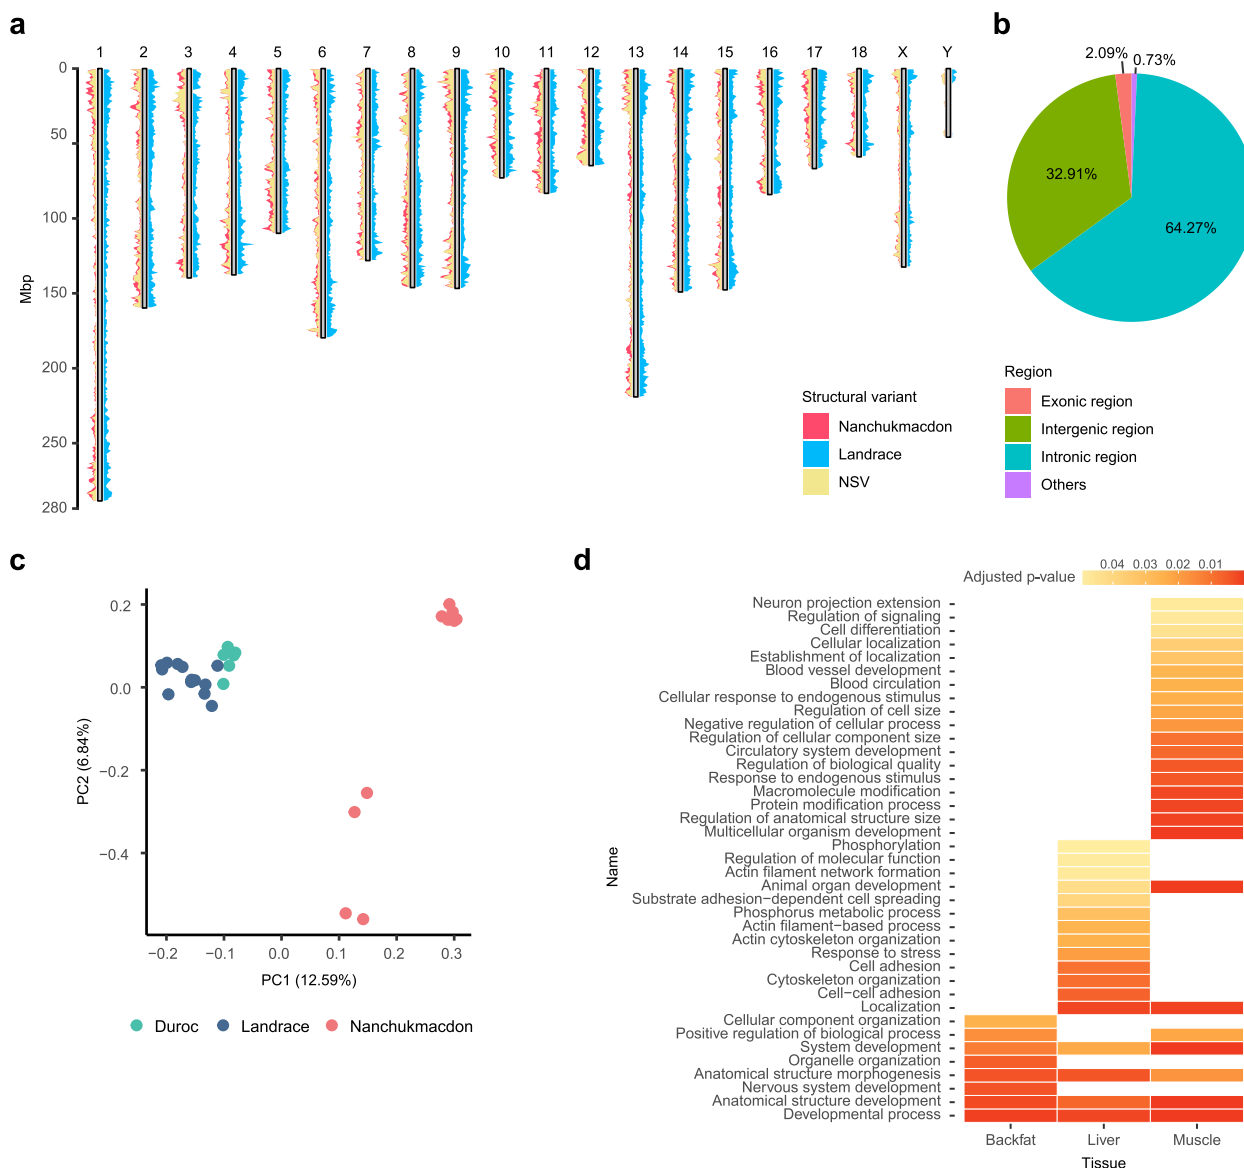 a
1 2 3 4 5 6 7 8 9 10 11 12 13 14 15 16 17 18 X Y
0
50
100
150
200
250
280
Mbp
Structural variant
Nanchukmacdon
Landrace
NSV
b
2.09%
0.73%
32.91%
64.27%
Region
Exonic region
Intergenic region
Intronic region
Others
c
0.2
0.0
−0.2
−0.4
PC2 (6.84%)
−0.2 −0.1 0.0 0.1 0.2 0.3
PC1 (12.59%)
Duroc Landrace Nanchukmacdon
d
Adjusted p-value
0.04 0.03 0.02 0.01
Neuron projection extension
Regulation of signaling
Cell differentiation
Cellular localization
Establishment of localization
Blood vessel development
Blood circulation
Cellular response to endogenous stimulus
Regulation of cell size
Negative regulation of cellular process
Regulation of cellular component size
Circulatory system development
Regulation of biological quality
Response to endogenous stimulus
Macromolecule modification
Protein modification process
Regulation of anatomical structure size
Multicellular organism development
Phosphorylation
Regulation of molecular function
Actin filament network formation
Animal organ development
Substrate adhesion−dependent cell spreading
Phosphorus metabolic process
Actin filament−based process
Actin cytoskeleton organization
Response to stress
Cell adhesion
Cytoskeleton organization
Cell−cell adhesion
Localization
Cellular component organization
Positive regulation of biological process
System development
Organelle organization
Anatomical structure morphogenesis
Nervous system development
Anatomical structure development
Developmental process
Name
Backfat Liver Muscle
Tissue